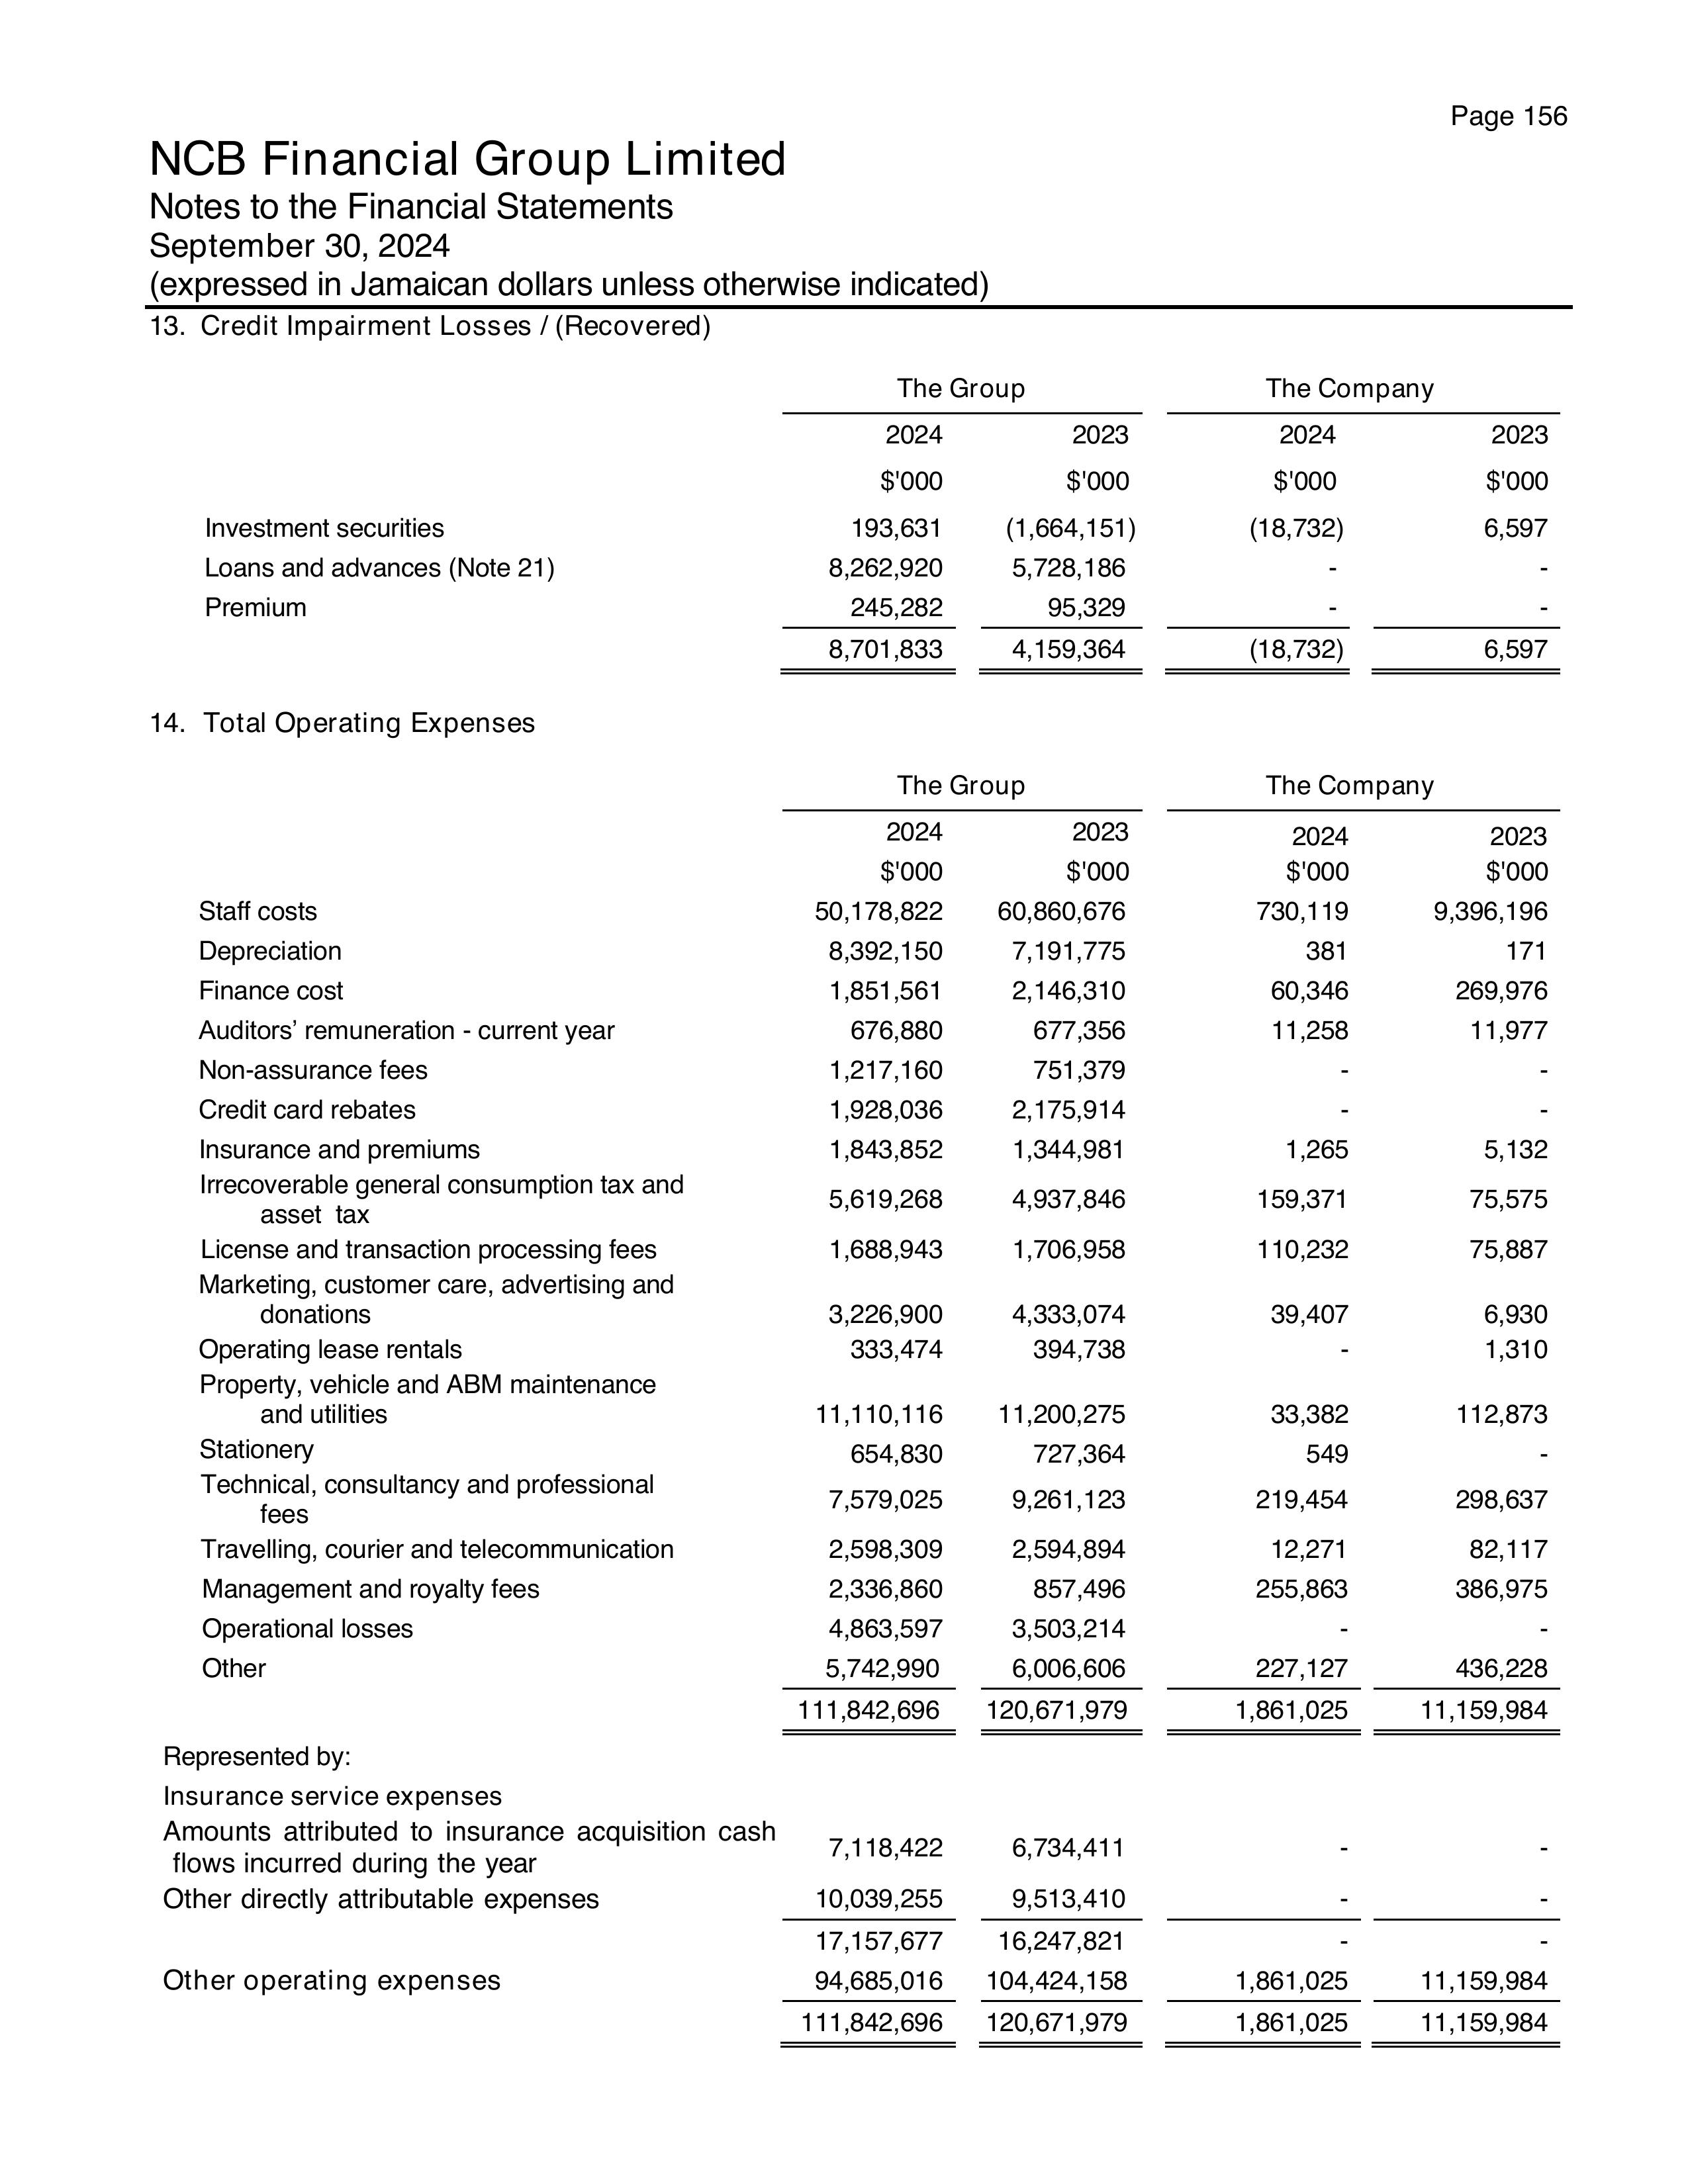 Page 156
NCB Financial Group Limited
Notes to the Financial Statements
September 30, 2024
(expressed in Jamaican dollars unless otherwise indicated)
13. Credit Impairment Losses / (Recovered)
The Group The Company
2024 2023 2024 2023
$'000 $'000 $'000 $'000
Investment securities 193,631 (1,664,151) (18,732) 6,597
Loans and advances (Note 21) 8,262,920 5,728,186 - -
Premium 245,282 95,329 - -
8,701,833 4,159,364 (18,732) 6,597
14. Total Operating Expenses
The Group The Company
2024 2023 2024 2023
$'000 $'000 $'000 $'000
Staff costs 50,178,822 60,860,676 730,119 9,396,196
Depreciation 8,392,150 7,191,775 381 171
Finance cost 1,851,561 2,146,310 60,346 269,976
Auditors’ remuneration - current year 676,880 677,356 11,258 11,977
Non-assurance fees 1,217,160 751,379 - -
Credit card rebates 1,928,036 2,175,914 - -
Insurance and premiums 1,843,852 1,344,981 1,265 5,132
Irrecoverable general consumption tax and
asset tax 5,619,268 4,937,846 159,371 75,575
License and transaction processing fees 1,688,943 1,706,958 110,232 75,887
Marketing, customer care, advertising and
donations 3,226,900 4,333,074 39,407 6,930
Operating lease rentals 333,474 394,738 - 1,310
Property, vehicle and ABM maintenance
and utilities 11,110,116 11,200,275 33,382 112,873
Stationery 654,830 727,364 549 -
Technical, consultancy and professional
fees 7,579,025 9,261,123 219,454 298,637
Travelling, courier and telecommunication 2,598,309 2,594,894 12,271 82,117
Management and royalty fees 2,336,860 857,496 255,863 386,975
Operational losses 4,863,597 3,503,214 - -
Other 5,742,990 6,006,606 227,127 436,228
111,842,696 120,671,979 1,861,025 11,159,984
Represented by:
Insurance service expenses
Amounts attributed to insurance acquisition cash
flows incurred during the year 7,118,422 6,734,411 - -
Other directly attributable expenses 10,039,255 9,513,410 - -
17,157,677 16,247,821 - -
Other operating expenses 94,685,016 104,424,158 1,861,025 11,159,984
111,842,696 120,671,979 1,861,025 11,159,984